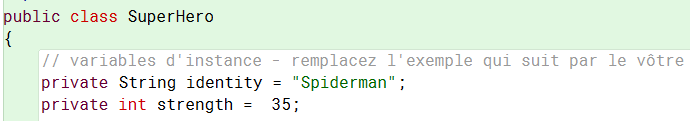 public class SuperHero
{
// variables d'instance - remplacez l'exemple qui suit par le vôtre
private String identity = "Spiderman";
private int strength =  35;